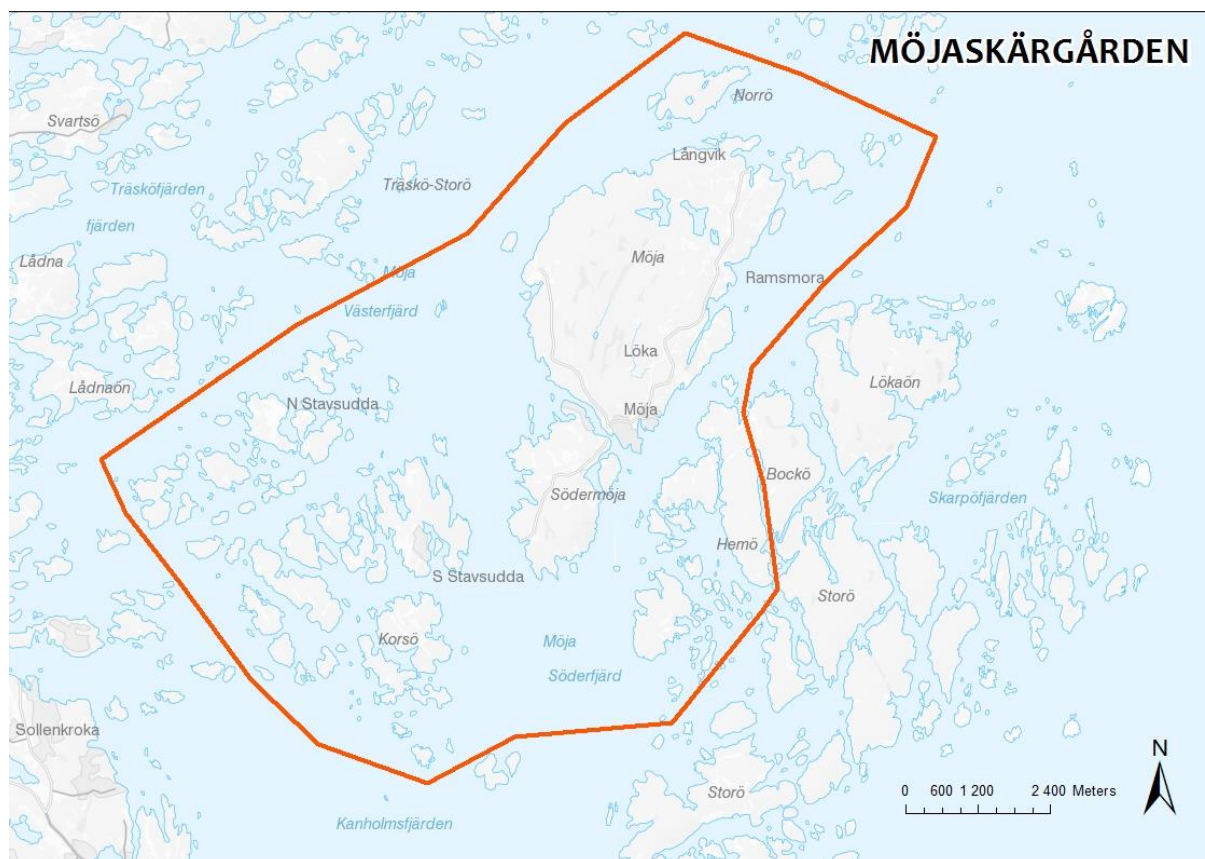 MÖJASKÄRGÅRDEN
Norrö
Svartsö
Långvik
Träskö-Storö
Träsköfjärden
fjärden
Möja
Lådna
Möja
Ramsmora
Västerfjärd
Löka
Lådnaön
Lökaön
N Stavsudda
Möja
Bockö
Södermöja
Skarpöfjärden
Hemö
S Stavsudda
Storö
Korsö
Möja
Söderfjärd
Sollenkroka
N
Storö
0 600 1 200 2 400 Meters
Kanholmsfjärden